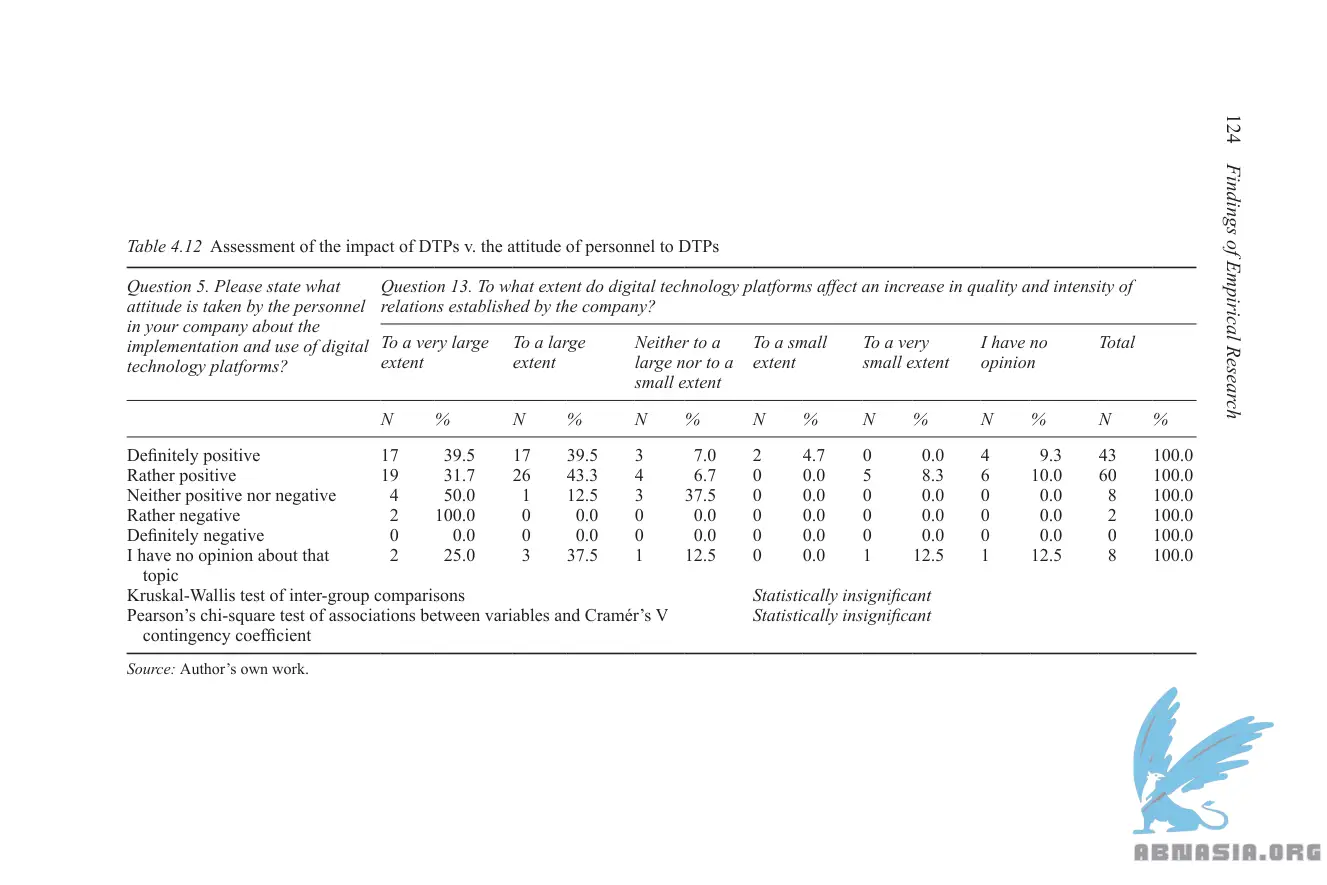 124 Findings of Empirical Research
Table 4.12 Assessment of the impact of DTPs v. the attitude of personnel to DTPs
Question 5. Please state what
attitude is taken by the personnel
in your company about the
implementation and use of digital
technology platforms?
Question 13. To what extent do digital technology platforms affect an increase in quality and intensity of
relations established by the company?
To a very large
extent
To a large
extent
Neither to a
large nor to a
small extent
To a small
extent
To a very
small extent
I have no
opinion
Total
N % N % N % N % N % N % N %
Definitely positive 17 39.5 17 39.5 3 7.0 2 4.7 0 0.0 4 9.3 43 100.0
Rather positive 19 31.7 26 43.3 4 6.7 0 0.0 5 8.3 6 10.0 60 100.0
Neither positive nor negative 4 50.0 1 12.5 3 37.5 0 0.0 0 0.0 0 0.0 8 100.0
Rather negative 2 100.0 0 0.0 0 0.0 0 0.0 0 0.0 0 0.0 2 100.0
Definitely negative 0 0.0 0 0.0 0 0.0 0 0.0 0 0.0 0 0.0 0 100.0
I have no opinion about that 2 25.0 3 37.5 1 12.5 0 0.0 1 12.5 1 12.5 8 100.0
topic
Kruskal-Wallis test of inter-group comparisons Statistically insignificant
Pearson's chi-square test of associations between variables and Cramér's V Statistically insignificant
contingency coefficient
Source: Author's own work.
ABNASIA.ORG